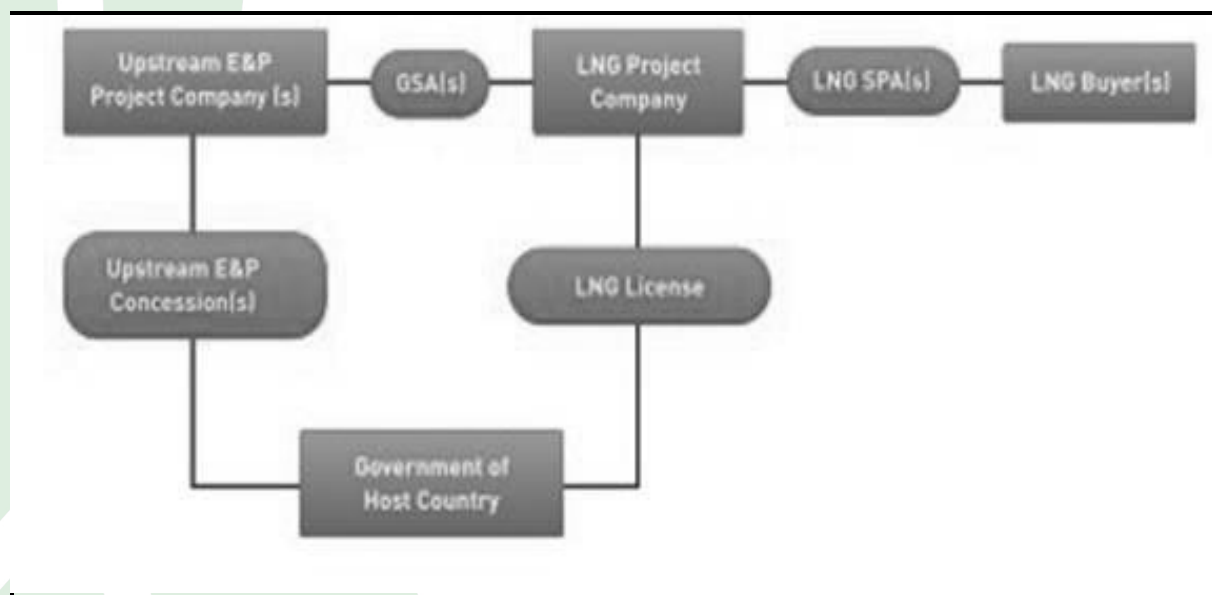 Upstream E&P
Project Company (s)
GSA(s)
LNG Project
Company
LNG SPA(s)
LNG Buyer(s)
Upstream E&P
Concession(s)
LNG License
Government of
Host Country